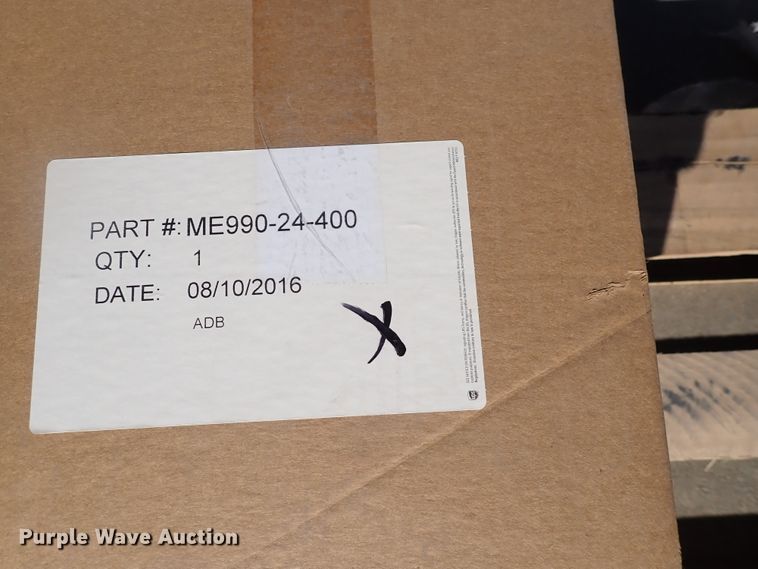 PART #: ME990-24-400
QTY: 1
DATE: 08/10/2016
ADB
X
Purple Wave Auction